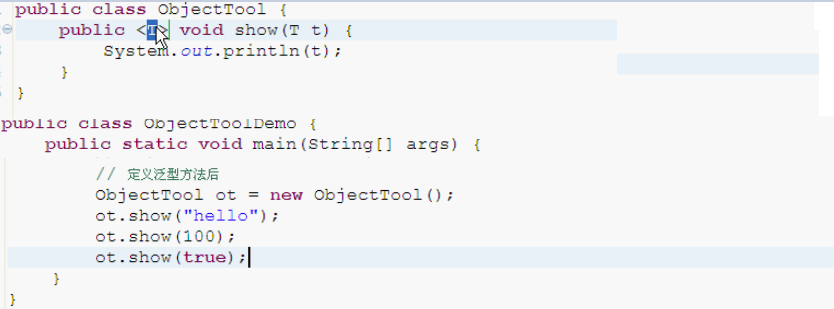 public class ObjectTool {
public <T> void show(T t) {
System.out.println(t);
}
}
public class ObjectToolDemo {
public static void main(String[] args) {
// 定义泛型方法后
ObjectTool ot = new ObjectTool();
ot.show("hello");
ot.show(100);
ot.show(true);
}
}